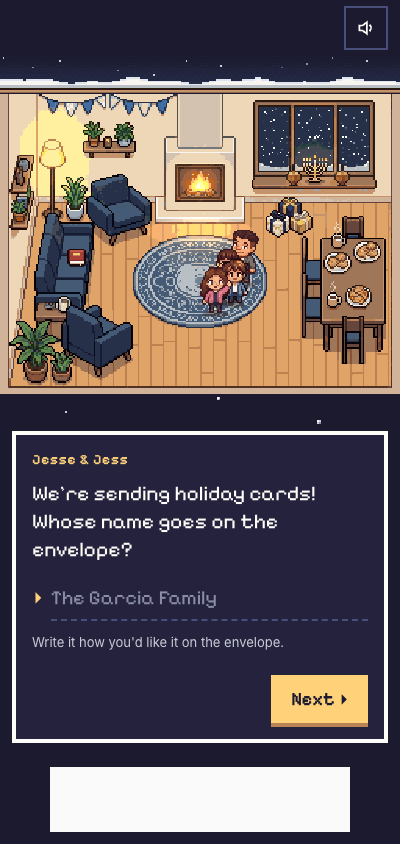 Jesse & Jess
We're sending holiday cards!
Whose name goes on the
envelope?
The Garcia Family
Write it how you'd like it on the envelope.
Next